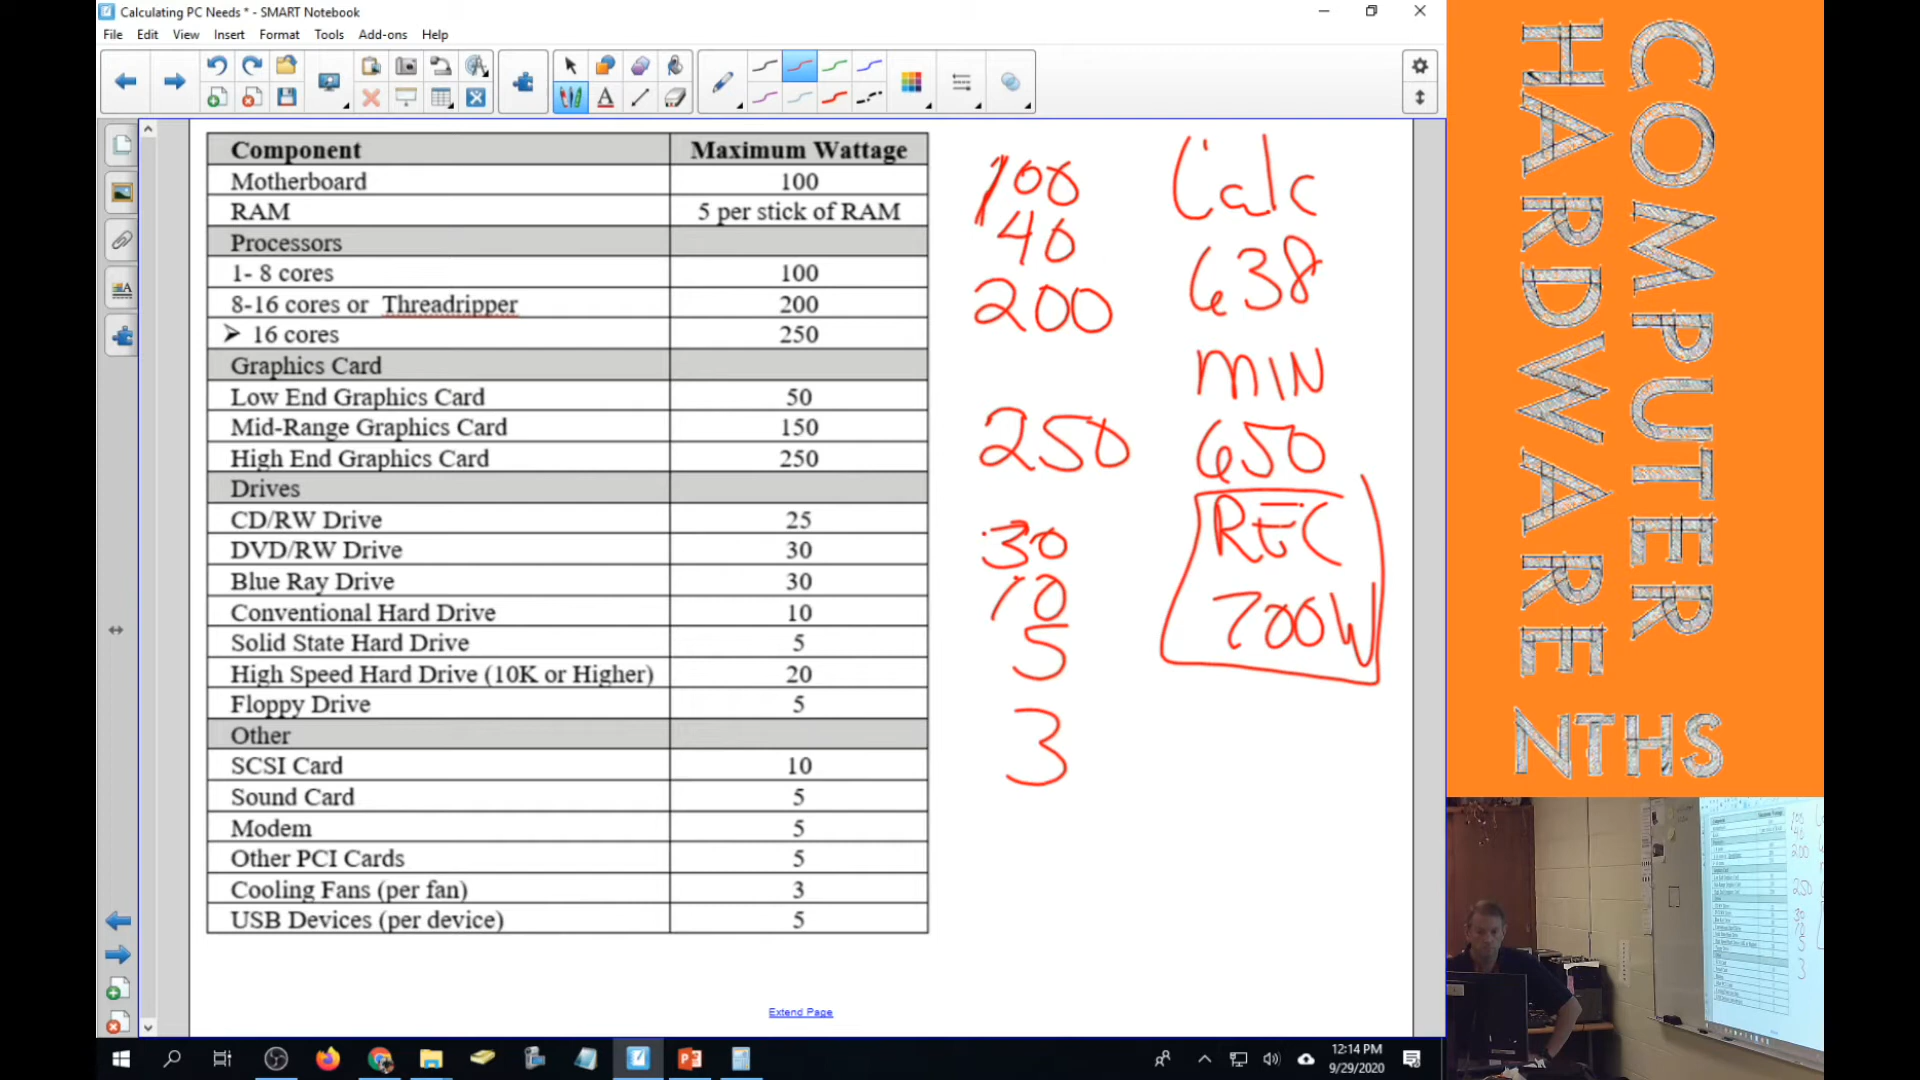 Calculating PC Needs * - SMART Notebook
File Edit View Insert Format Tools Add-ons Help
Component Maximum Wattage
Motherboard 100
RAM 5 per stick of RAM
Processors
1- 8 cores 100
8-16 cores or Threadripper 200
➢ 16 cores 250
Graphics Card
Low End Graphics Card 50
Mid-Range Graphics Card 150
High End Graphics Card 250
Drives
CD/RW Drive 25
DVD/RW Drive 30
Blue Ray Drive 30
Conventional Hard Drive 10
Solid State Hard Drive 5
High Speed Hard Drive (10K or Higher) 20
Floppy Drive 5
Other
SCSI Card 10
Sound Card 5
Modem 5
Other PCI Cards 5
Cooling Fans (per fan) 3
USB Devices (per device) 5
100
40
200
250
30
10
5
3
Calc
638
MIN
650
REC
700W
Extend Page
12:14 PM
9/29/2020
COMPUTER
HARDWARE
NTHS